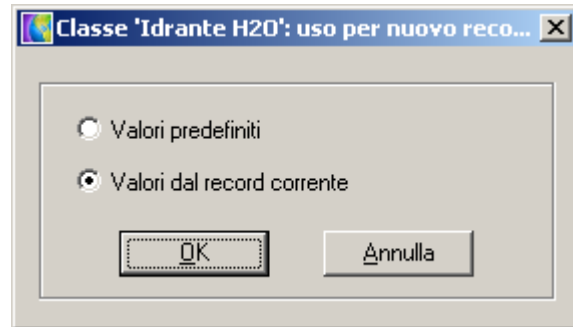 Classe 'Idrante H2O': uso per nuovo reco...
Valori predefiniti
Valori dal record corrente
OK
Annulla